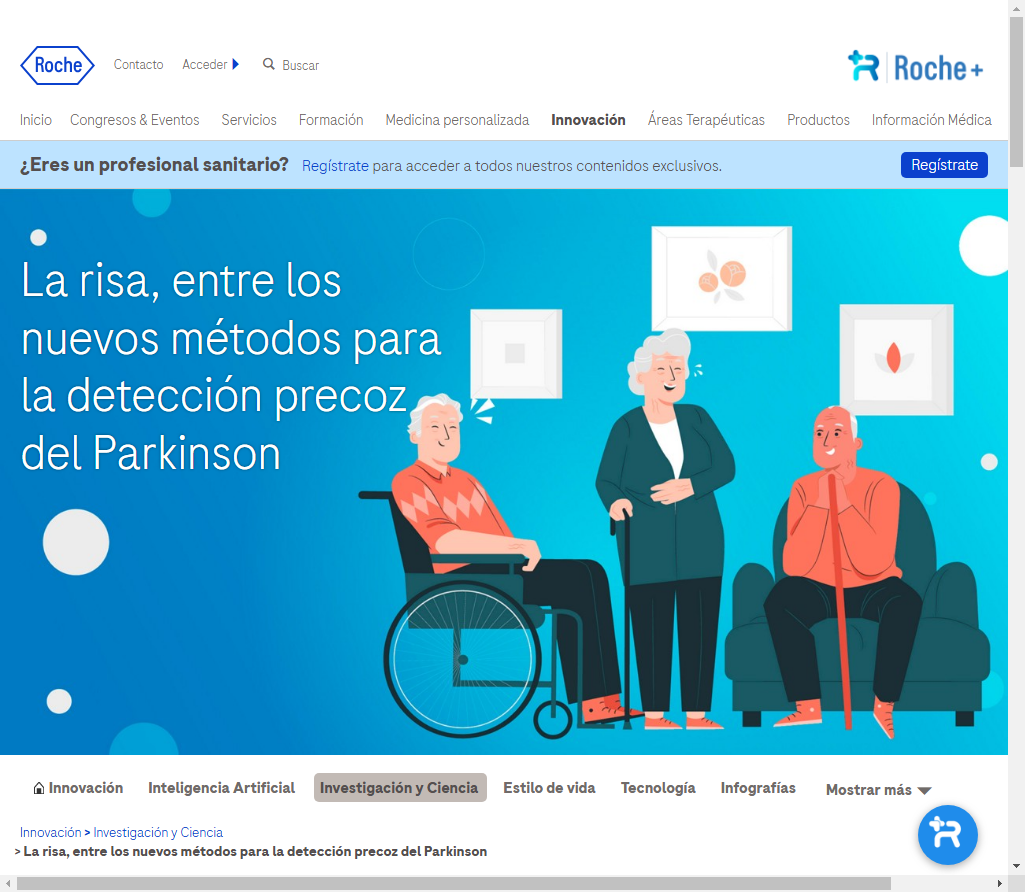 Roche
Contacto
Acceder
Buscar
Roche+
Inicio
Congresos & Eventos
Servicios
Formación
Medicina personalizada
Innovación
Áreas Terapéuticas
Productos
Información Médica
¿Eres un profesional sanitario? Regístrate para acceder a todos nuestros contenidos exclusivos.
Regístrate
La risa, entre los
nuevos métodos para
la detección precoz
del Parkinson
Innovación
Inteligencia Artificial
Investigación y Ciencia
Estilo de vida
Tecnología
Infografías
Mostrar más
Innovación > Investigación y Ciencia
> La risa, entre los nuevos métodos para la detección precoz del Parkinson